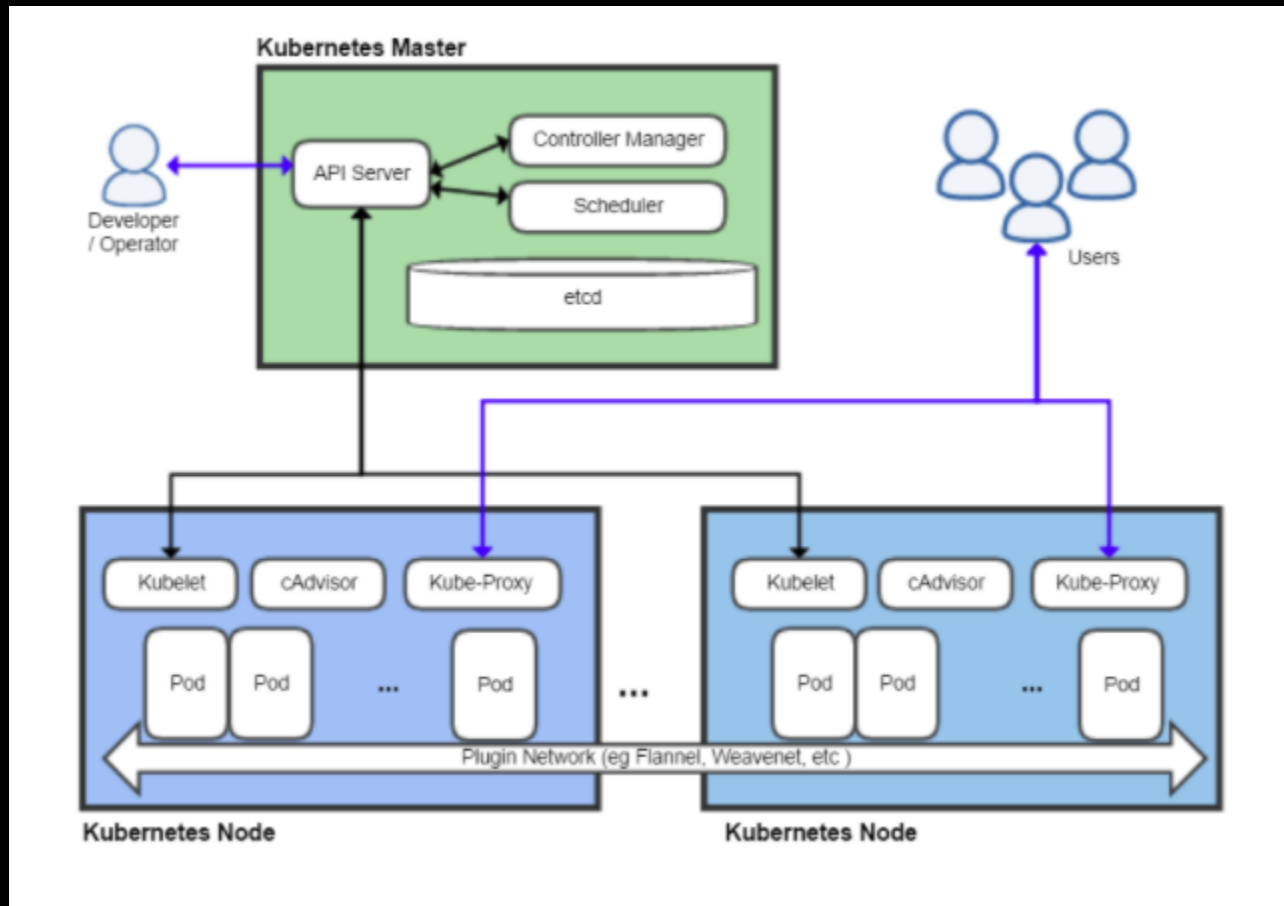 Kubernetes Master
API Server
Controller Manager
Scheduler
etcd
Developer
/ Operator
Users
Kubelet
cAdvisor
Kube-Proxy
Pod
Pod
...
Pod
...
Kubelet
cAdvisor
Kube-Proxy
Pod
Pod
...
Pod
Plugin Network (eg Flannel, Weavenet, etc )
Kubernetes Node
Kubernetes Node